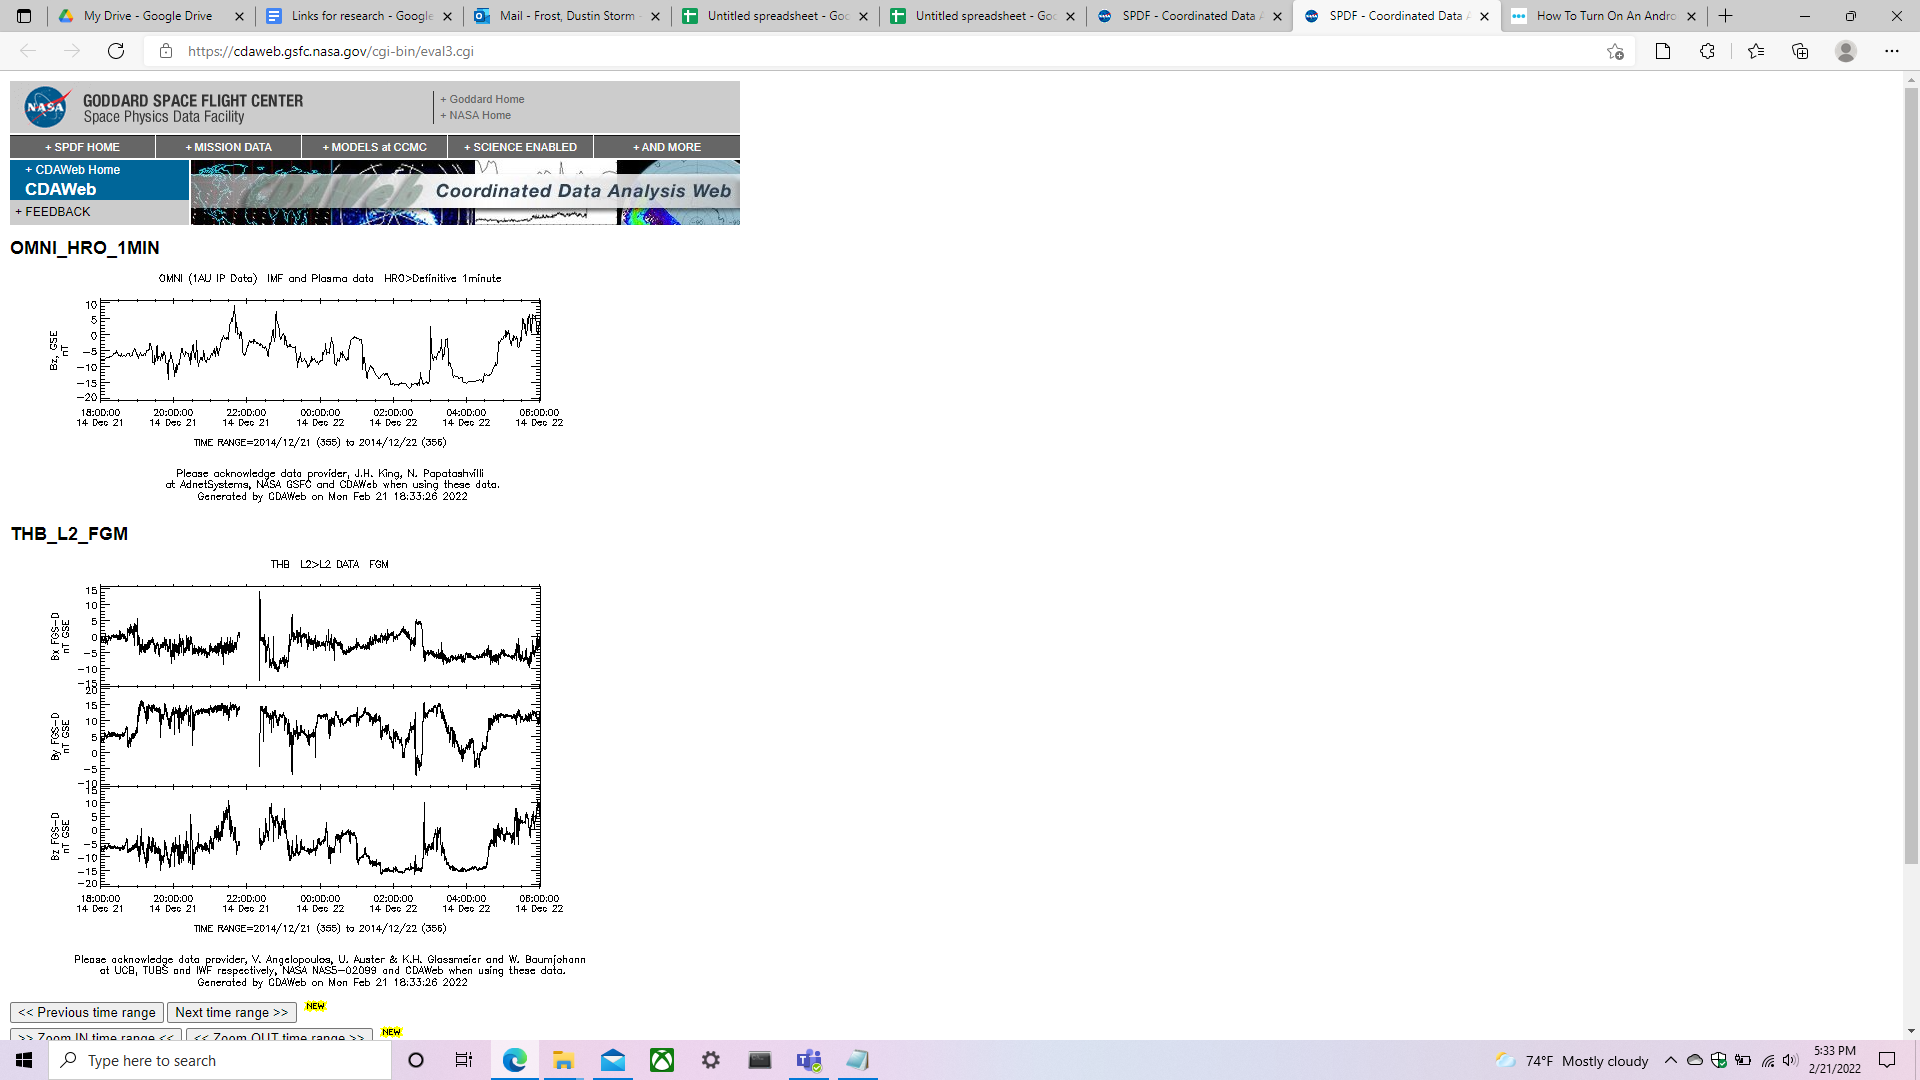 My Drive - Google Drive
Links for research - Google
Mail - Frost, Dustin Storm -
Untitled spreadsheet - Goo
Untitled spreadsheet - Goo
SPDF - Coordinated Data A
SPDF - Coordinated Data A
How To Turn On An Andro
https://cdaweb.gsfc.nasa.gov/cgi-bin/eval3.cgi
NASA
GODDARD SPACE FLIGHT CENTER
Space Physics Data Facility
+ Goddard Home
+ NASA Home
+ SPDF HOME
+ MISSION DATA
+ MODELS at CCMC
+ SCIENCE ENABLED
+ AND MORE
+ CDAWeb Home
CDAWeb
+ FEEDBACK
Coordinated Data Analysis Web
OMNI_HRO_1MIN
OMNI (1AU IP Data) IMF and Plasma data HRO>Definitive 1minute
Bz, GSE
nT
10
5
0
-5
-10
-15
-20
18:00:00 20:00:00 22:00:00 00:00:00 02:00:00 04:00:00 06:00:00
14 Dec 21 14 Dec 21 14 Dec 21 14 Dec 22 14 Dec 22 14 Dec 22 14 Dec 22
TIME RANGE=2014/12/21 (355) to 2014/12/22 (356)
Please acknowledge data provider, J.H. King, N. Papatashvilli
at AdnetSystems, NASA GSFC and CDAWeb when using these data.
Generated by CDAWeb on Mon Feb 21 18:33:26 2022
THB_L2_FGM
THB L2>L2 DATA FGM
Bx FGS-D
nT GSE
15
10
5
0
-5
-10
-15
By FGS-D
nT GSE
20
15
10
5
0
-5
-10
Bz FGS-D
nT GSE
15
10
5
0
-5
-10
-15
-20
18:00:00 20:00:00 22:00:00 00:00:00 02:00:00 04:00:00 06:00:00
14 Dec 21 14 Dec 21 14 Dec 21 14 Dec 22 14 Dec 22 14 Dec 22 14 Dec 22
TIME RANGE=2014/12/21 (355) to 2014/12/22 (356)
Please acknowledge data provider, V. Angelopoulos, U. Auster & K.H. Glassmeier and W. Baumjohann
at UCB, TUBS and IWF respectively, NASA NAS5-02099 and CDAWeb when using these data.
Generated by CDAWeb on Mon Feb 21 18:33:26 2022
<< Previous time range
Next time range >>
NEW
>> Zoom IN time range <<
<< Zoom OUT time range >>
NEW
Type here to search
74°F Mostly cloudy
5:33 PM
2/21/2022